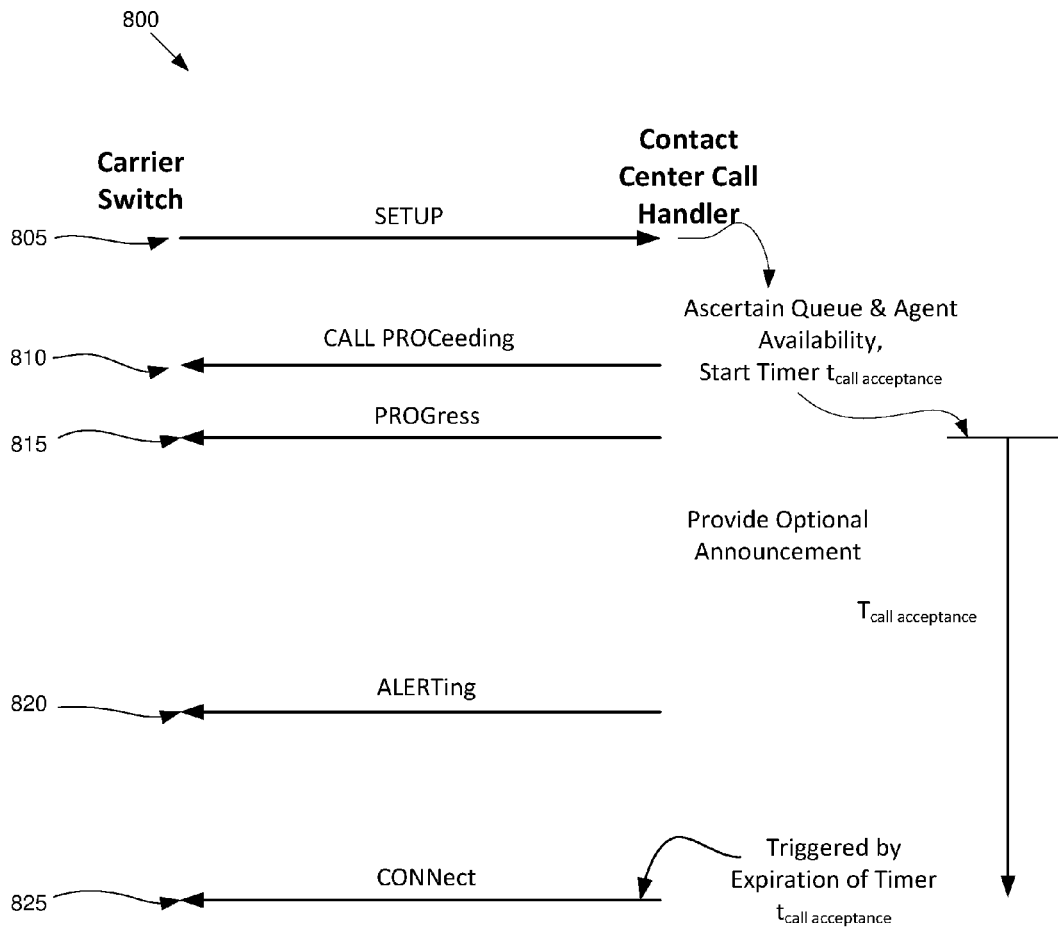 800
Carrier
Switch
Contact
Center Call
Handler
805
SETUP
Ascertain Queue & Agent
Availability,
Start Timer tcall acceptance
810
CALL PROCeeding
815
PROGress
Provide Optional
Announcement
Tcall acceptance
820
ALERTing
825
CONNect
Triggered by
Expiration of Timer
tcall acceptance